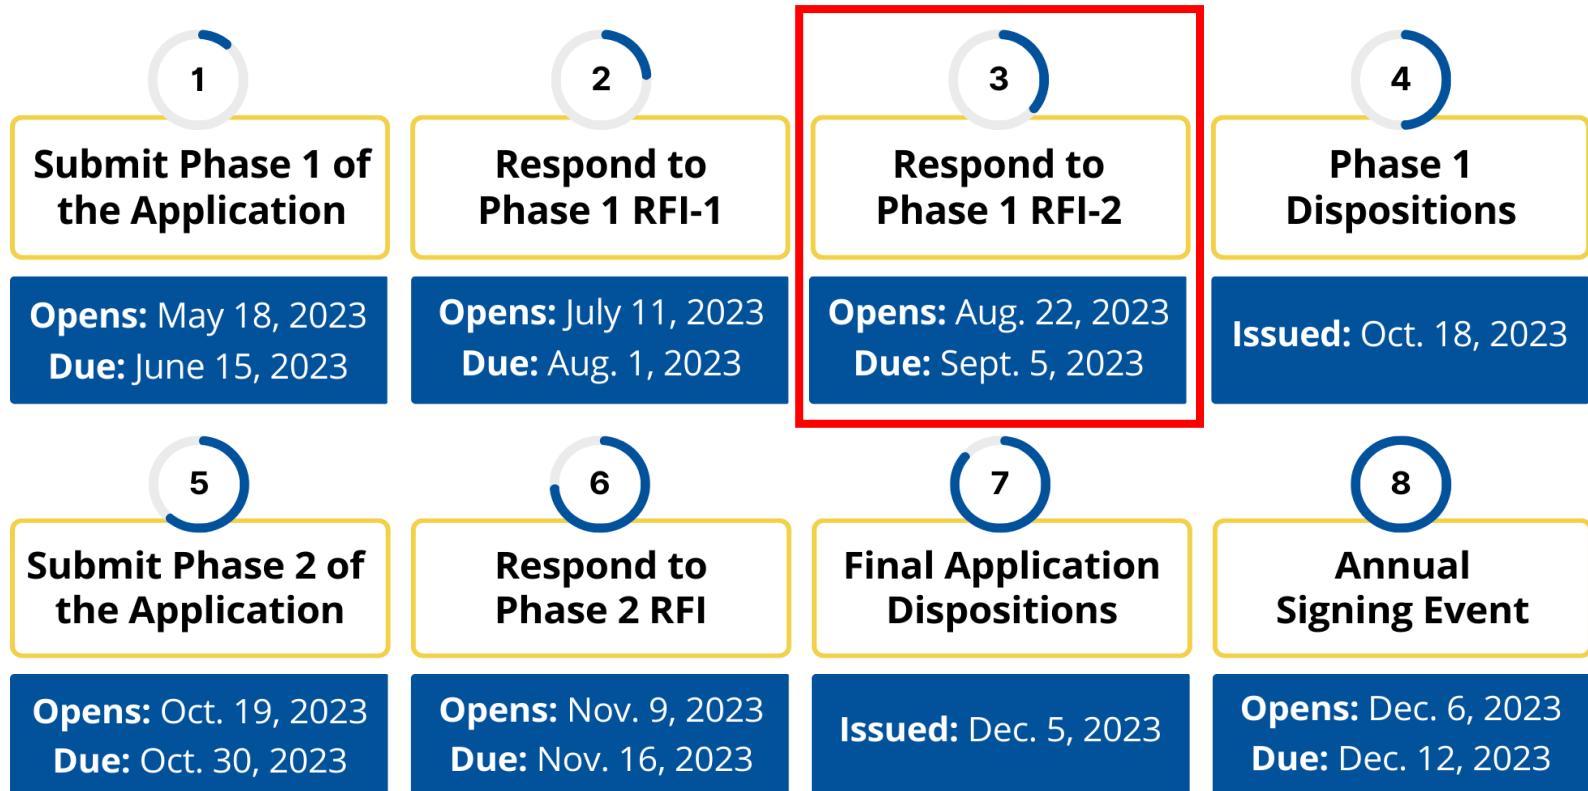 1
Submit Phase 1 of
the Application
Opens: May 18, 2023
Due: June 15, 2023
2
Respond to
Phase 1 RFI-1
Opens: July 11, 2023
Due: Aug. 1, 2023
3
Respond to
Phase 1 RFI-2
Opens: Aug. 22, 2023
Due: Sept. 5, 2023
4
Phase 1
Dispositions
Issued: Oct. 18, 2023
5
Submit Phase 2 of
the Application
Opens: Oct. 19, 2023
Due: Oct. 30, 2023
6
Respond to
Phase 2 RFI
Opens: Nov. 9, 2023
Due: Nov. 16, 2023
7
Final Application
Dispositions
Issued: Dec. 5, 2023
8
Annual
Signing Event
Opens: Dec. 6, 2023
Due: Dec. 12, 2023